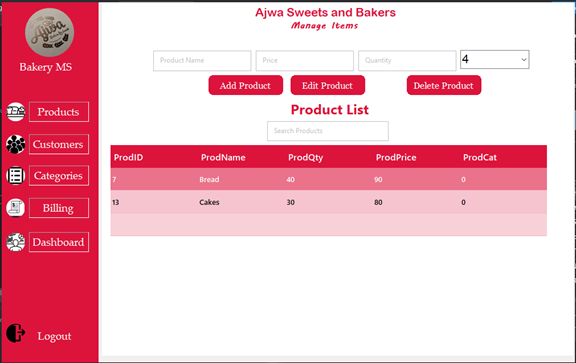 Ajwa
Bakery MS
Products
Customers
Categories
Billing
Dashboard
Logout
Ajwa Sweets and Bakers
Manage Items
Product Name Price Quantity 4
Add Product Edit Product Delete Product
Product List
Search Products
ProdID ProdName ProdQty ProdPrice ProdCat
7 Bread 40 90 0
13 Cakes 30 80 0